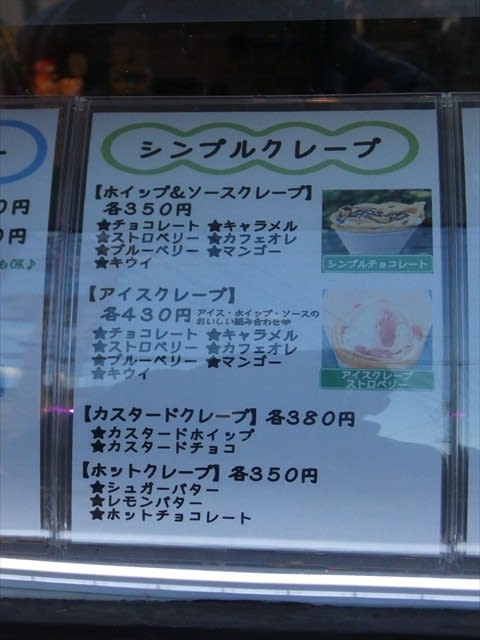 シンプルクレープ
【ホイップ&ソースクレープ】
各350円
★チョコレート ★キャラメル
★ストロベリー ★カフェオレ
★ブルーベリー ★マンゴー
★キウィ
シンプルチョコレート
【アイスクレープ】
各430円 アイス・ホイップ・ソースの
おいしい組み合わせ❤
★チョコレート ★キャラメル
★ストロベリー ★カフェオレ
★ブルーベリー ★マンゴー
★キウィ
アイスクレープ
ストロベリー
【カスタードクレープ】各380円
★カスタードホイップ
★カスタードチョコ
【ホットクレープ】各350円
★シュガーバター
★レモンバター
★ホットチョコレート
ー
0円
0円
もOK♪